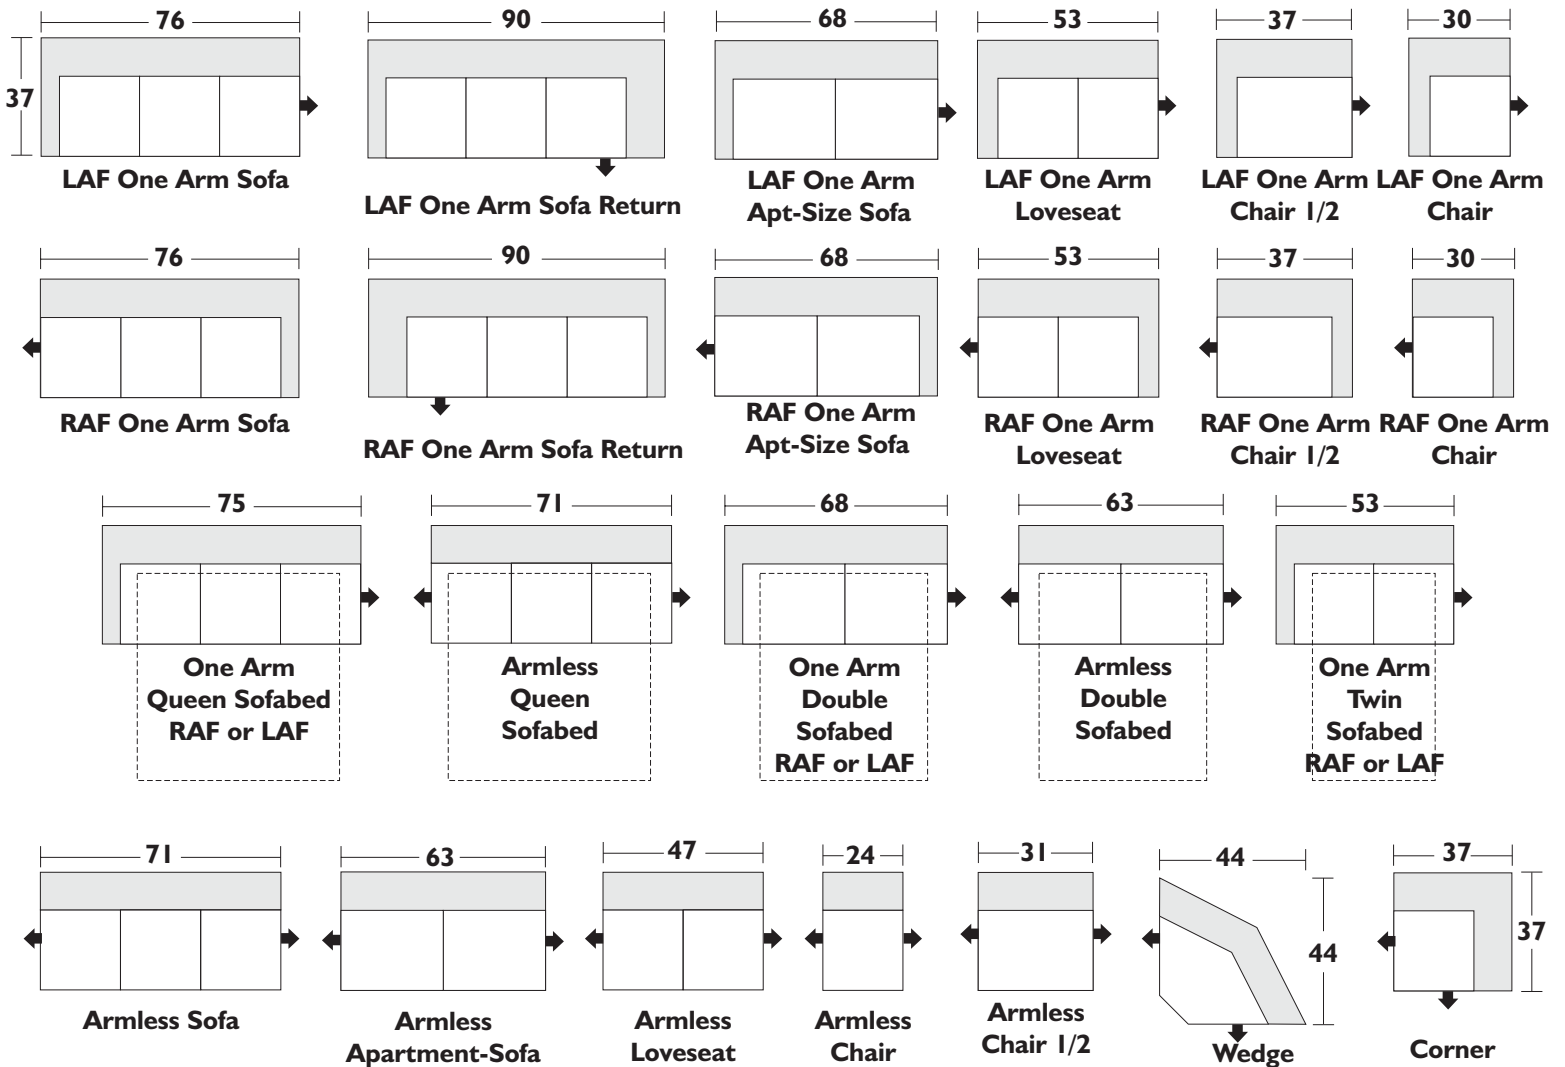 76 90 68 53 37 30
37
LAF One Arm Sofa
LAF One Arm Sofa Return
LAF One Arm
Apt-Size Sofa
LAF One Arm
Loveseat
LAF One Arm
Chair 1/2
LAF One Arm
Chair
76 90 68 53 37 30
RAF One Arm Sofa
RAF One Arm Sofa Return
RAF One Arm
Apt-Size Sofa
RAF One Arm
Loveseat
RAF One Arm
Chair 1/2
RAF One Arm
Chair
75 71 68 63 53
One Arm
Queen Sofabed
RAF or LAF
Armless
Queen
Sofabed
One Arm
Double
Sofabed
RAF or LAF
Armless
Double
Sofabed
One Arm
Twin
Sofabed
RAF or LAF
71 63 47 24 31 44 37
44
37
Armless Sofa
Armless
Apartment-Sofa
Armless
Loveseat
Armless
Chair
Armless
Chair 1/2
Wedge
Corner